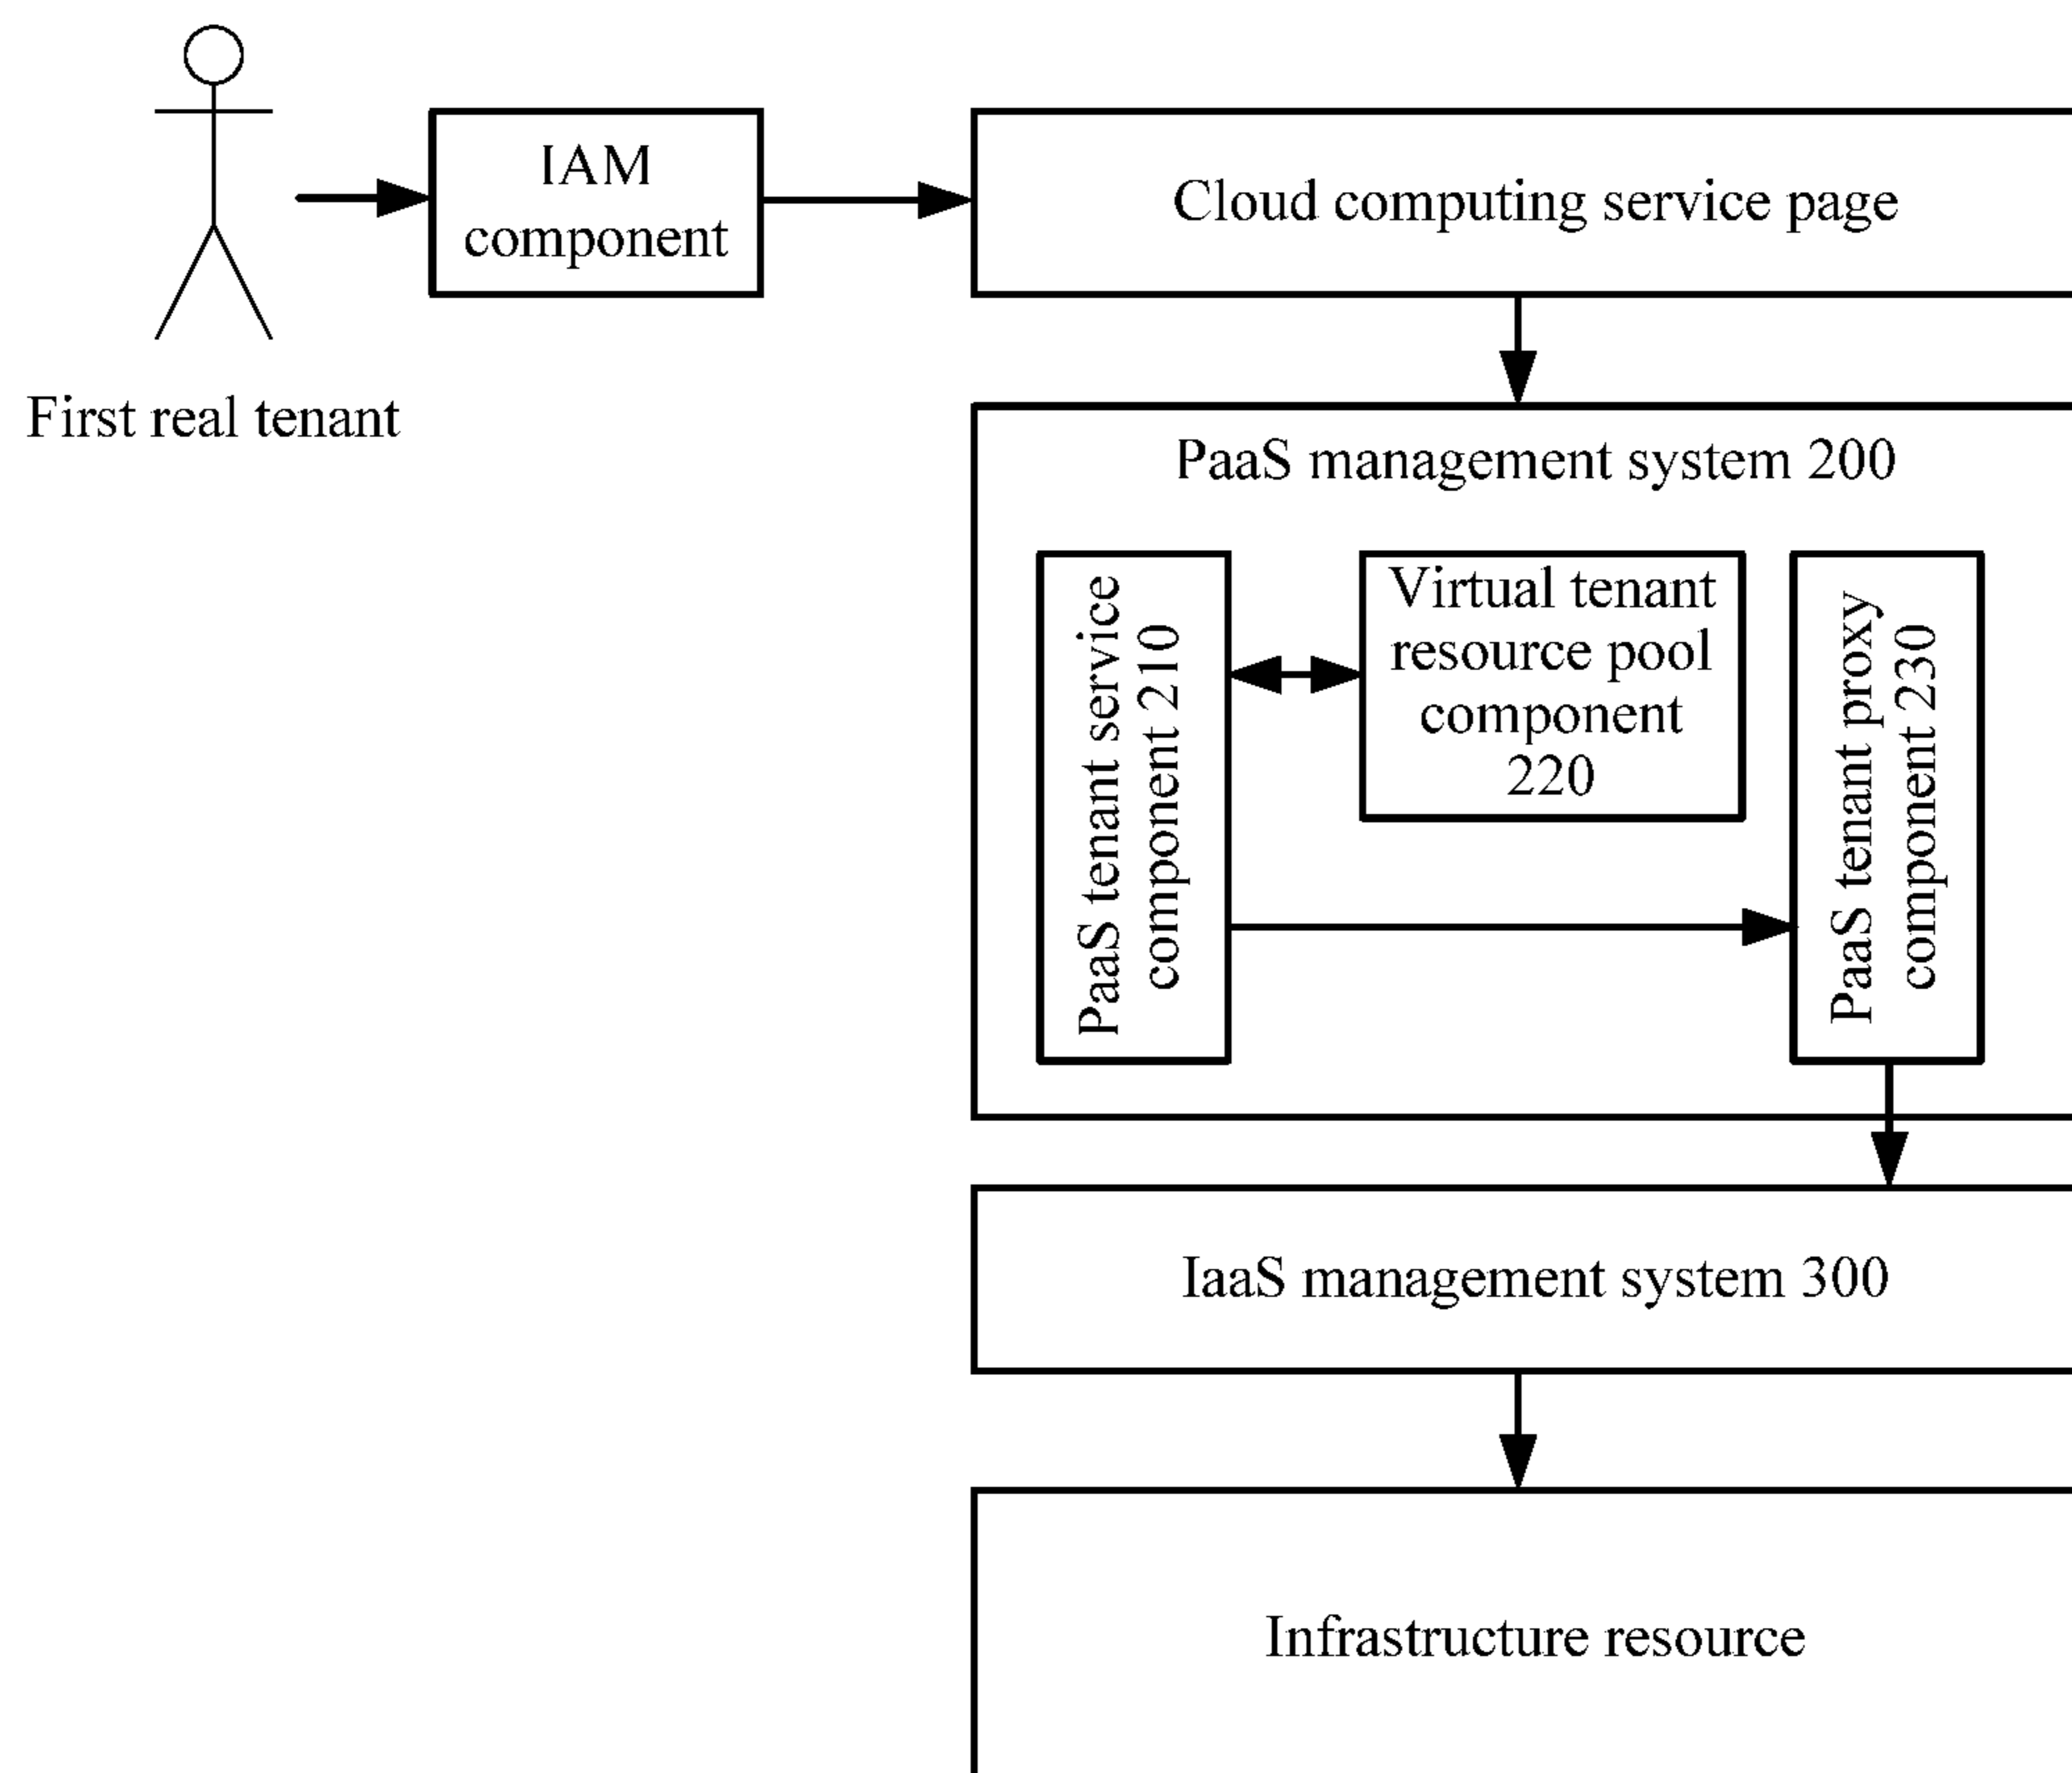 IAM
component
Cloud computing service page
First real tenant
PaaS management system 200
PaaS tenant service
component 210
Virtual tenant
resource pool
component
220
PaaS tenant proxy
component 230
IaaS management system 300
Infrastructure resource